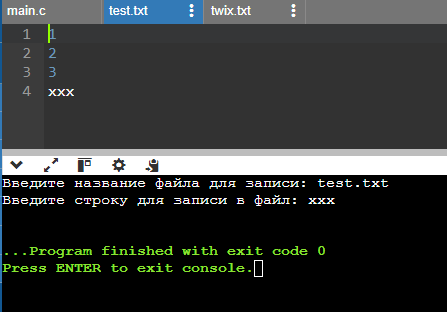 main.c test.txt twix.txt
1 1
2 2
3 3
4 xxx
Введите название файла для записи: test.txt
Введите строку для записи в файл: xxx
...Program finished with exit code 0
Press ENTER to exit console.